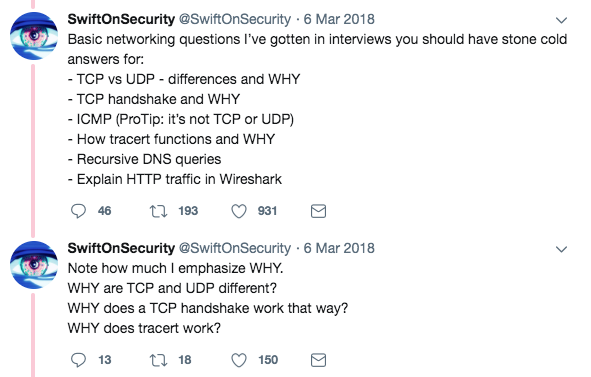 SwiftOnSecurity @SwiftOnSecurity · 6 Mar 2018
Basic networking questions I've gotten in interviews you should have stone cold
answers for:
- TCP vs UDP - differences and WHY
- TCP handshake and WHY
- ICMP (ProTip: it's not TCP or UDP)
- How tracert functions and WHY
- Recursive DNS queries
- Explain HTTP traffic in Wireshark
46 193 931
SwiftOnSecurity @SwiftOnSecurity · 6 Mar 2018
Note how much I emphasize WHY.
WHY are TCP and UDP different?
WHY does a TCP handshake work that way?
WHY does tracert work?
13 18 150